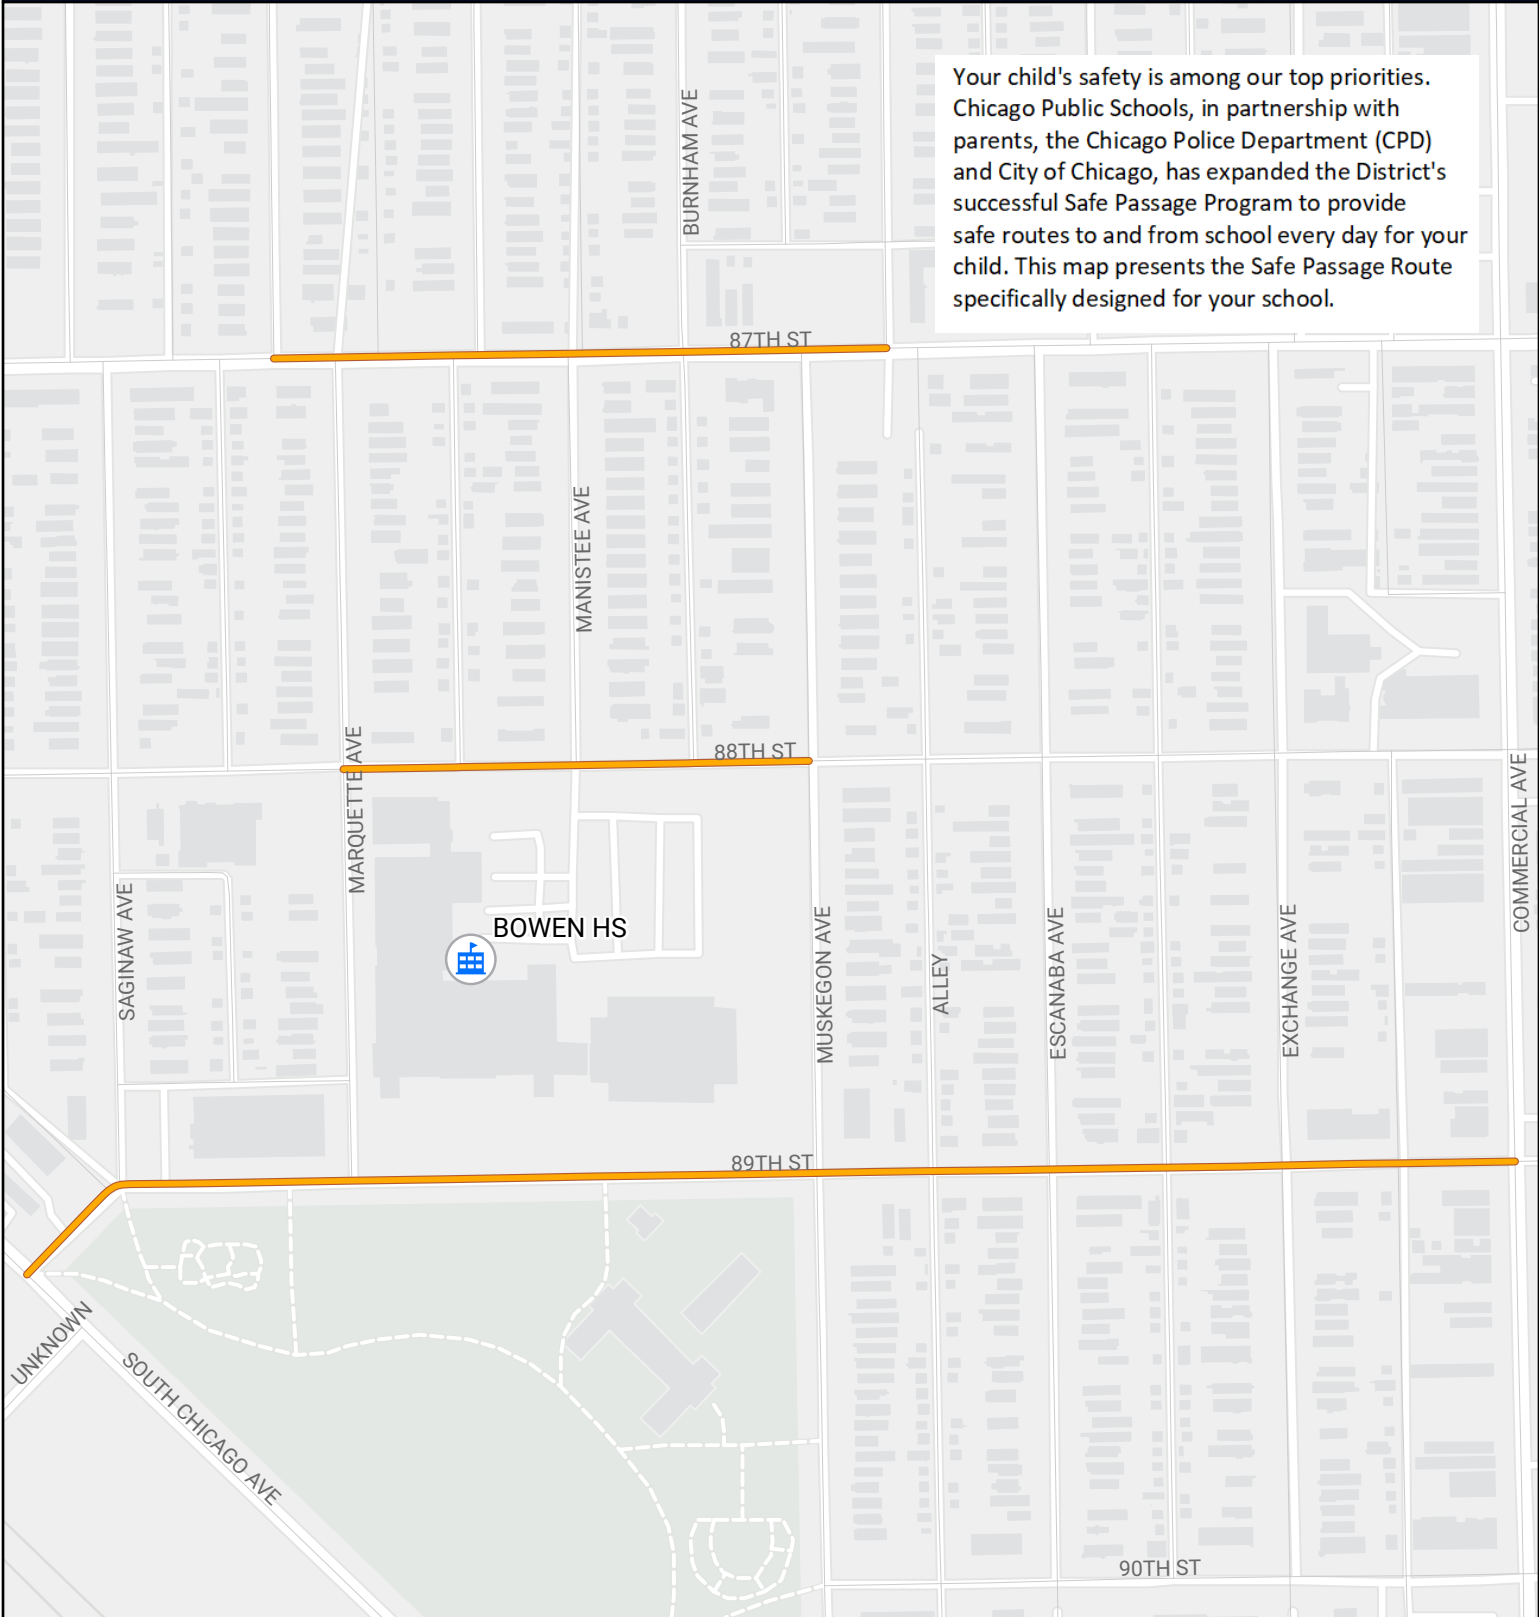 Your child's safety is among our top priorities.
Chicago Public Schools, in partnership with
parents, the Chicago Police Department (CPD)
and City of Chicago, has expanded the District's
successful Safe Passage Program to provide
safe routes to and from school every day for your
child. This map presents the Safe Passage Route
specifically designed for your school.
BURNHAM AVE
87TH ST
MANISTEE AVE
88TH ST
MARQUETTE AVE
COMMERCIAL AVE
SAGINAW AVE
BOWEN HS
MUSKEGON AVE
ALLEY
ESCANABA AVE
EXCHANGE AVE
89TH ST
UNKNOWN
SOUTH CHICAGO AVE
90TH ST